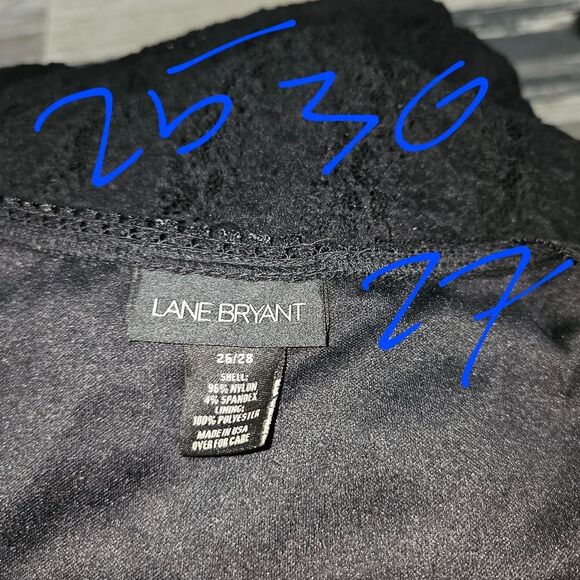 25 36
27
LANE BRYANT
26/28
SHELL:
96% NYLON
4% SPANDEX
LINING:
100% POLYESTER
MADE IN USA
OVER FOR CARE